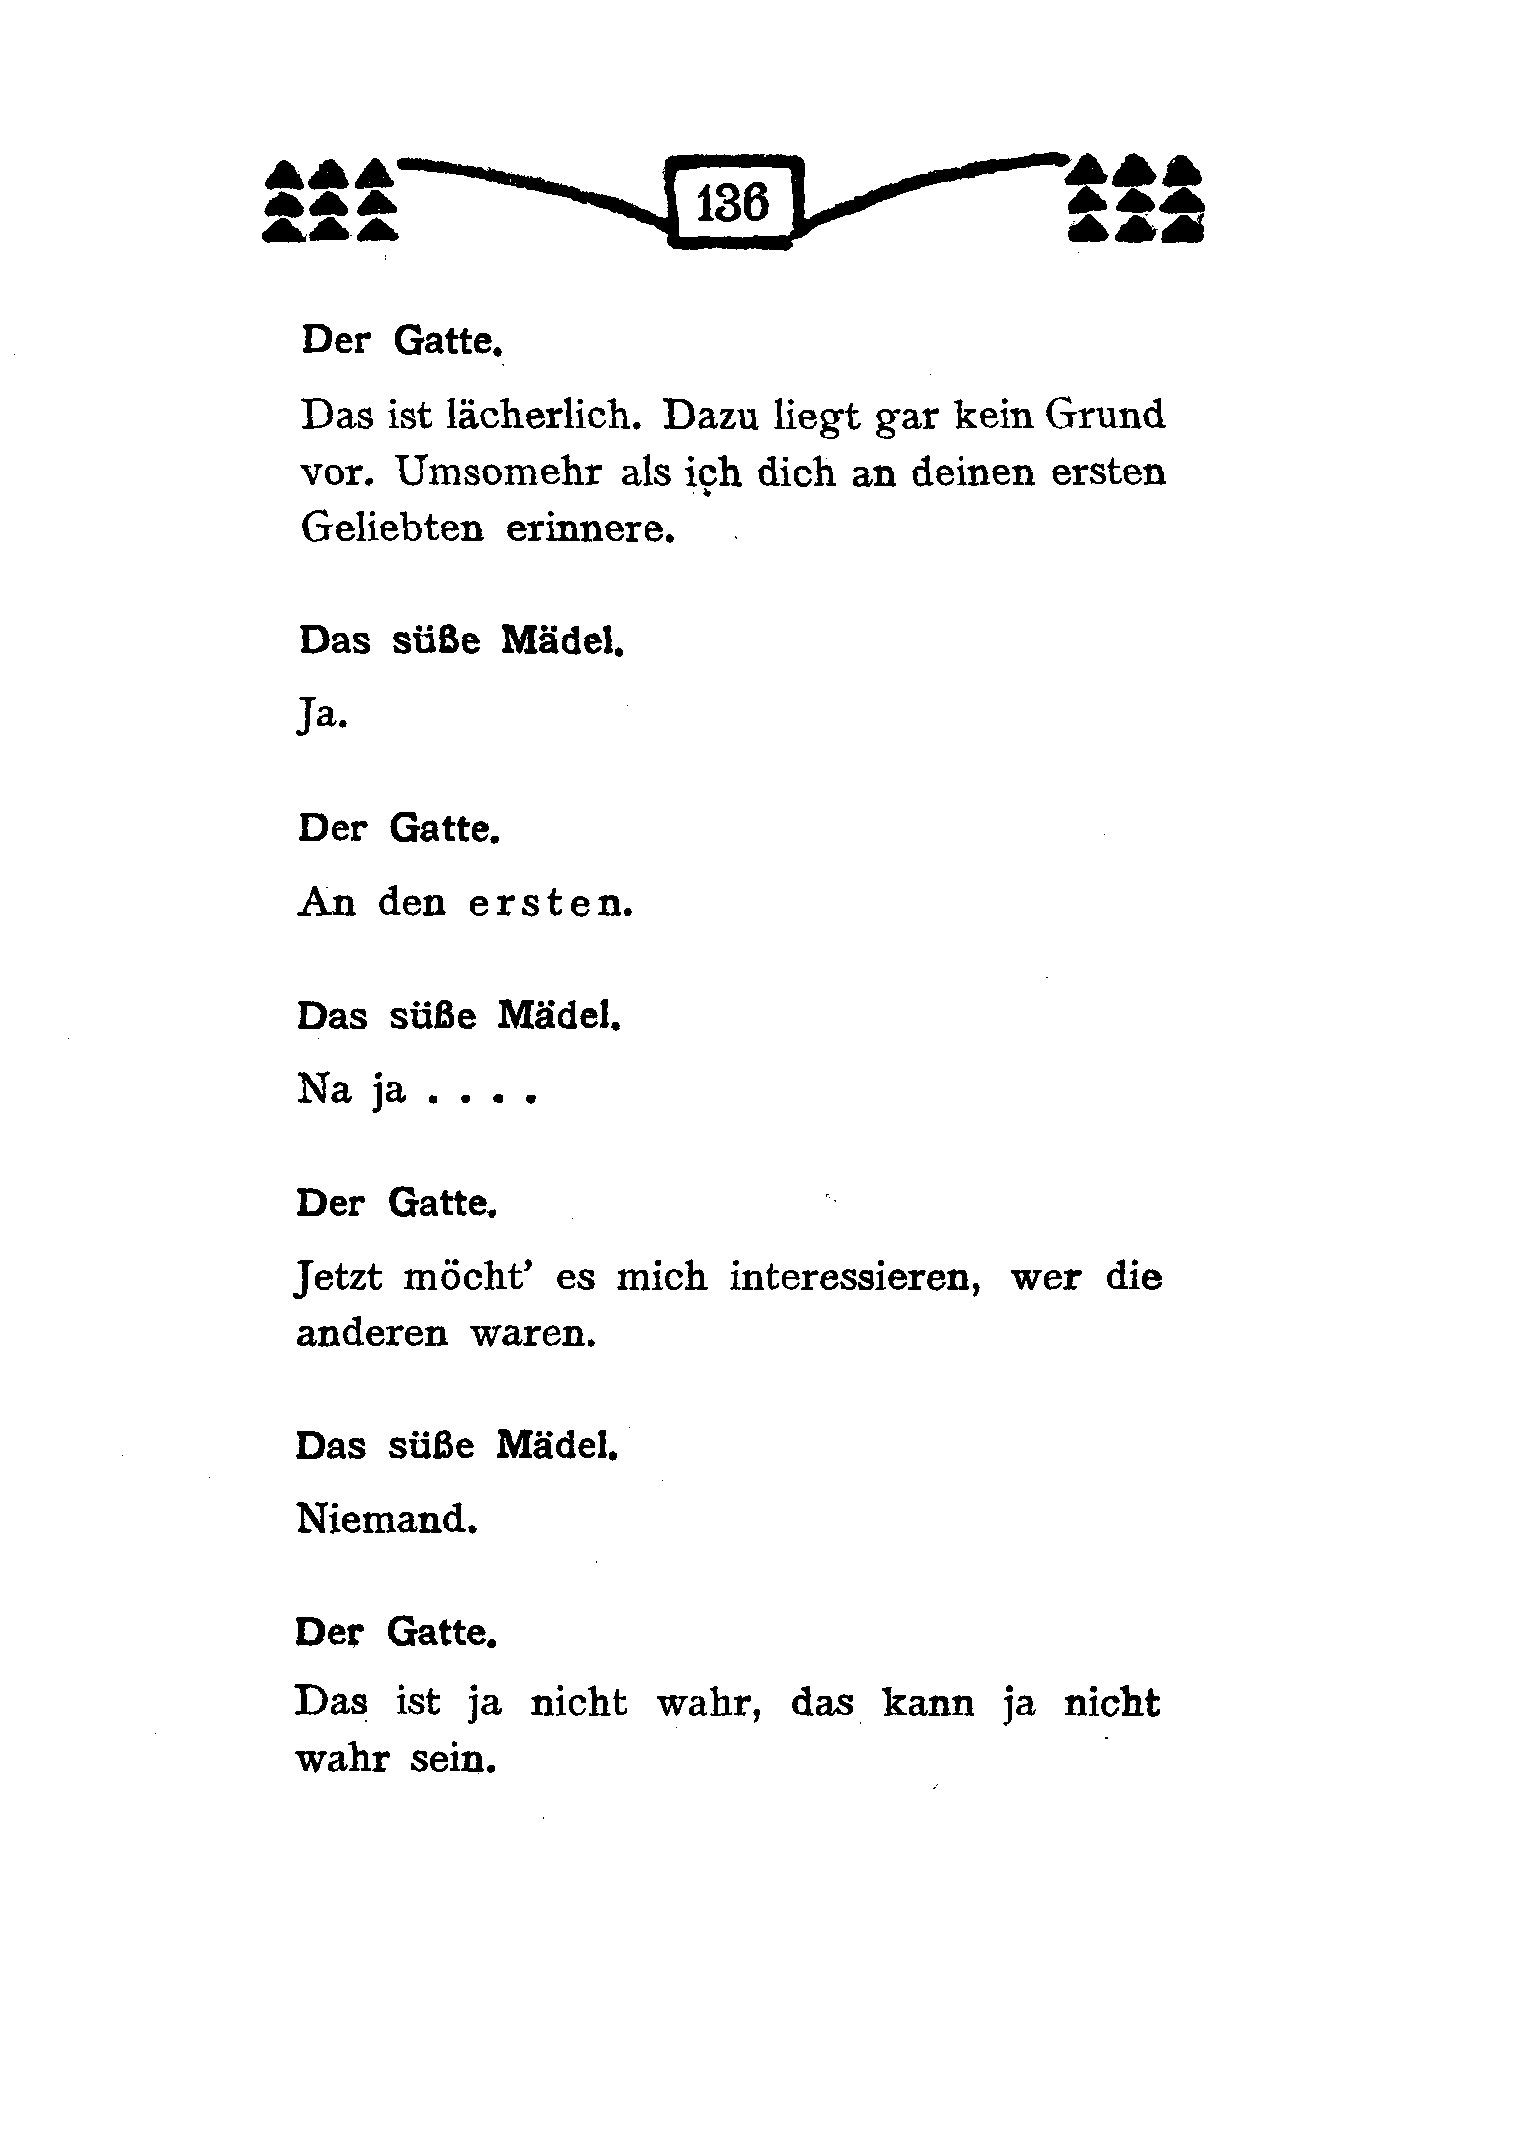 136
Der Gatte.
Das ist lächerlich. Dazu liegt gar kein Grund
vor. Umsomehr als ich dich an deinen ersten
Geliebten erinnere.
Das süße Mädel.
Ja.
Der Gatte.
An den ersten.
Das süße Mädel.
Na ja . . . .
Der Gatte.
Jetzt möcht’ es mich interessieren, wer die
anderen waren.
Das süße Mädel.
Niemand.
Der Gatte.
Das ist ja nicht wahr, das kann ja nicht
wahr sein.